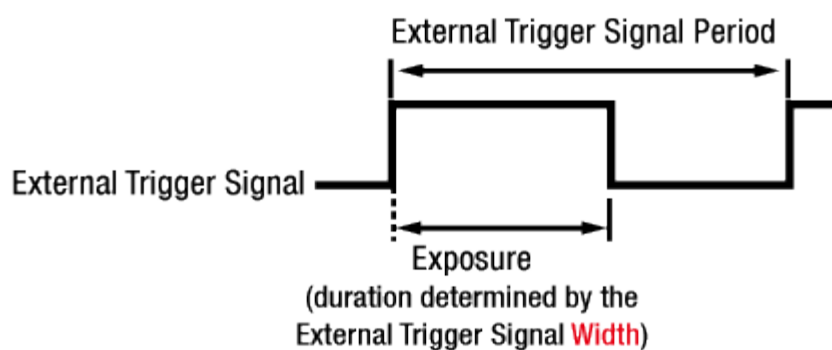 External Trigger Signal Period
External Trigger Signal
Exposure
(duration determined by the
External Trigger Signal Width)